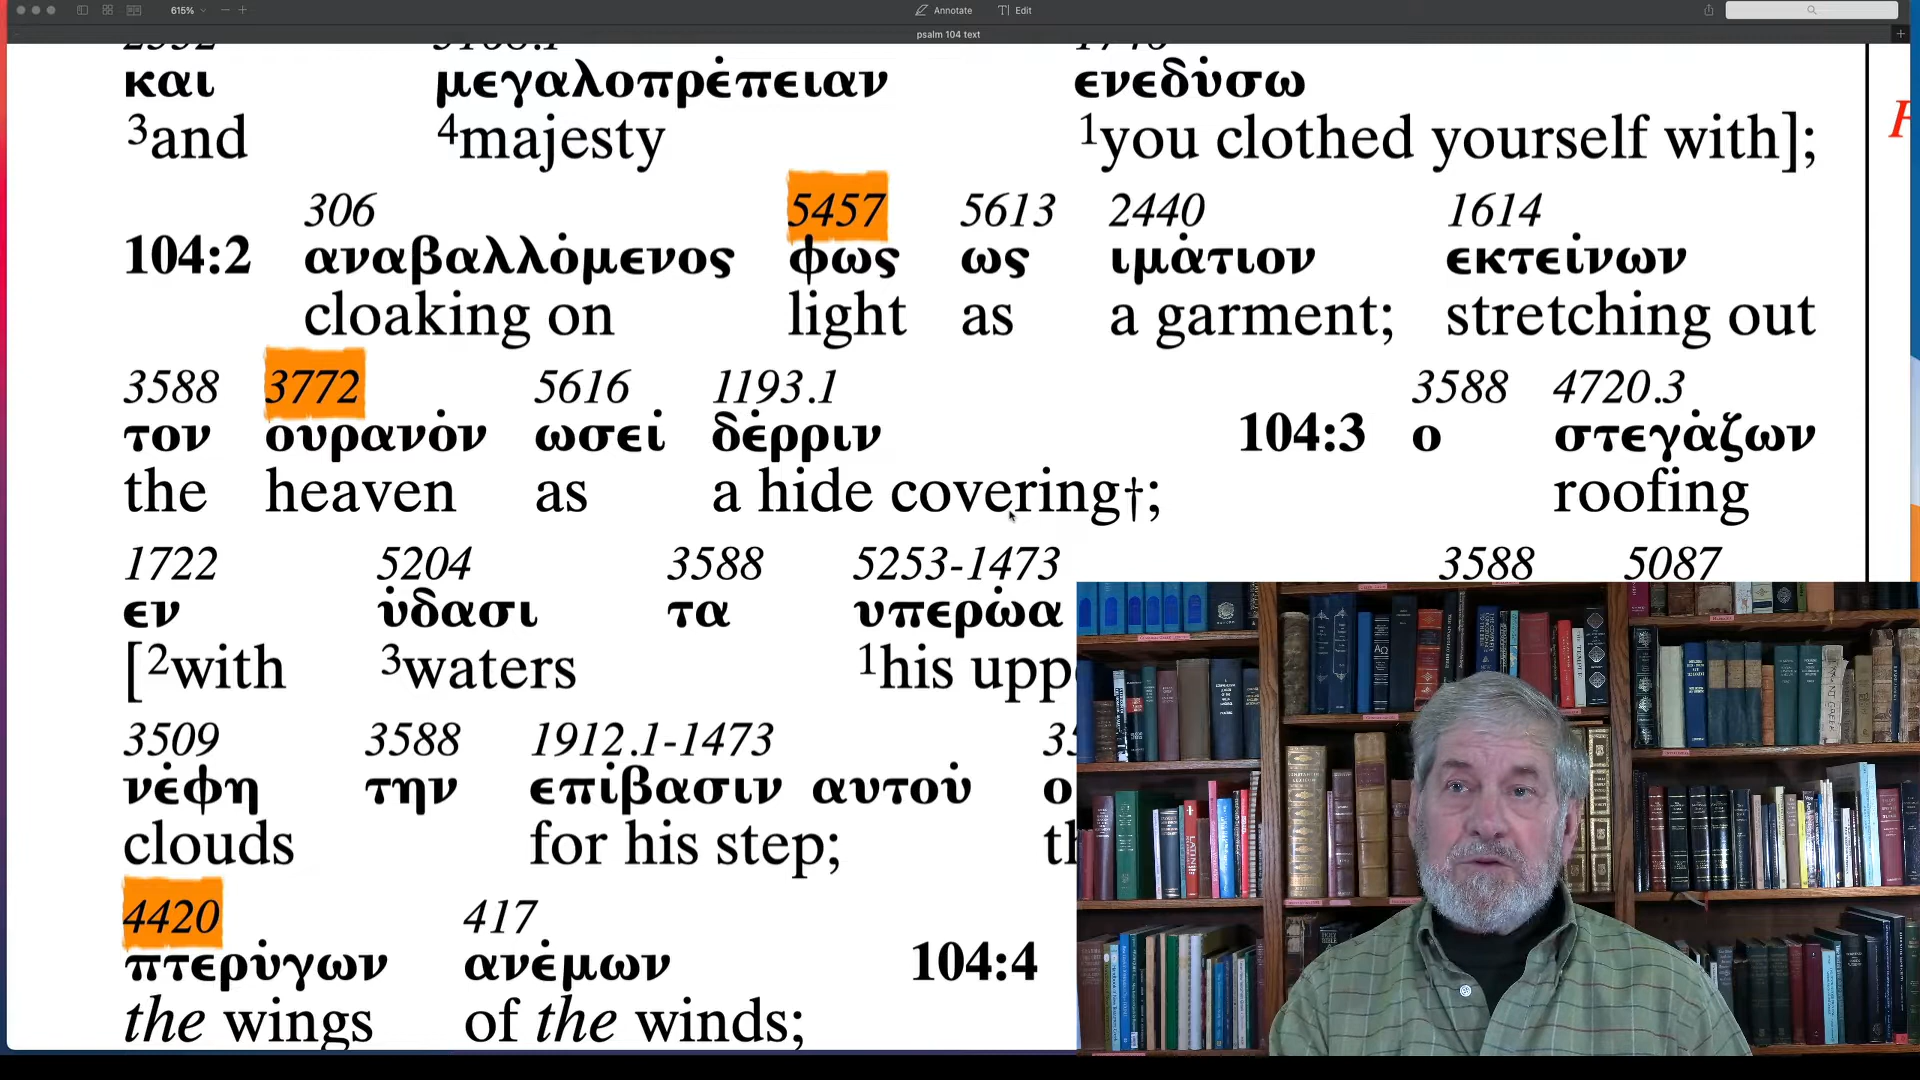 615%
Annotate
Edit
psalm 104 text
και μεγαλοπρέπειαν ενεδύσω
3and 4majesty 1you clothed yourself with];
306 5457 5613 2440 1614
104:2 αναβαλλόμενος φως ως ιμάτιον εκτείνων
cloaking on light as a garment; stretching out
3588 3772 5616 1193.1 3588 4720.3
τον ουρανόν ωσεί δέρριν 104:3 ο στεγάζων
the heaven as a hide covering†; roofing
1722 5204 3588 5253-1473 3588 5087
εν ύδασι τα υπερώα
[2with 3waters 1his upp
3509 3588 1912.1-1473
νέφη την επίβασιν αυτού ο
clouds for his step;
4420 417
πτερύγων ανέμων 104:4
the wings of the winds;